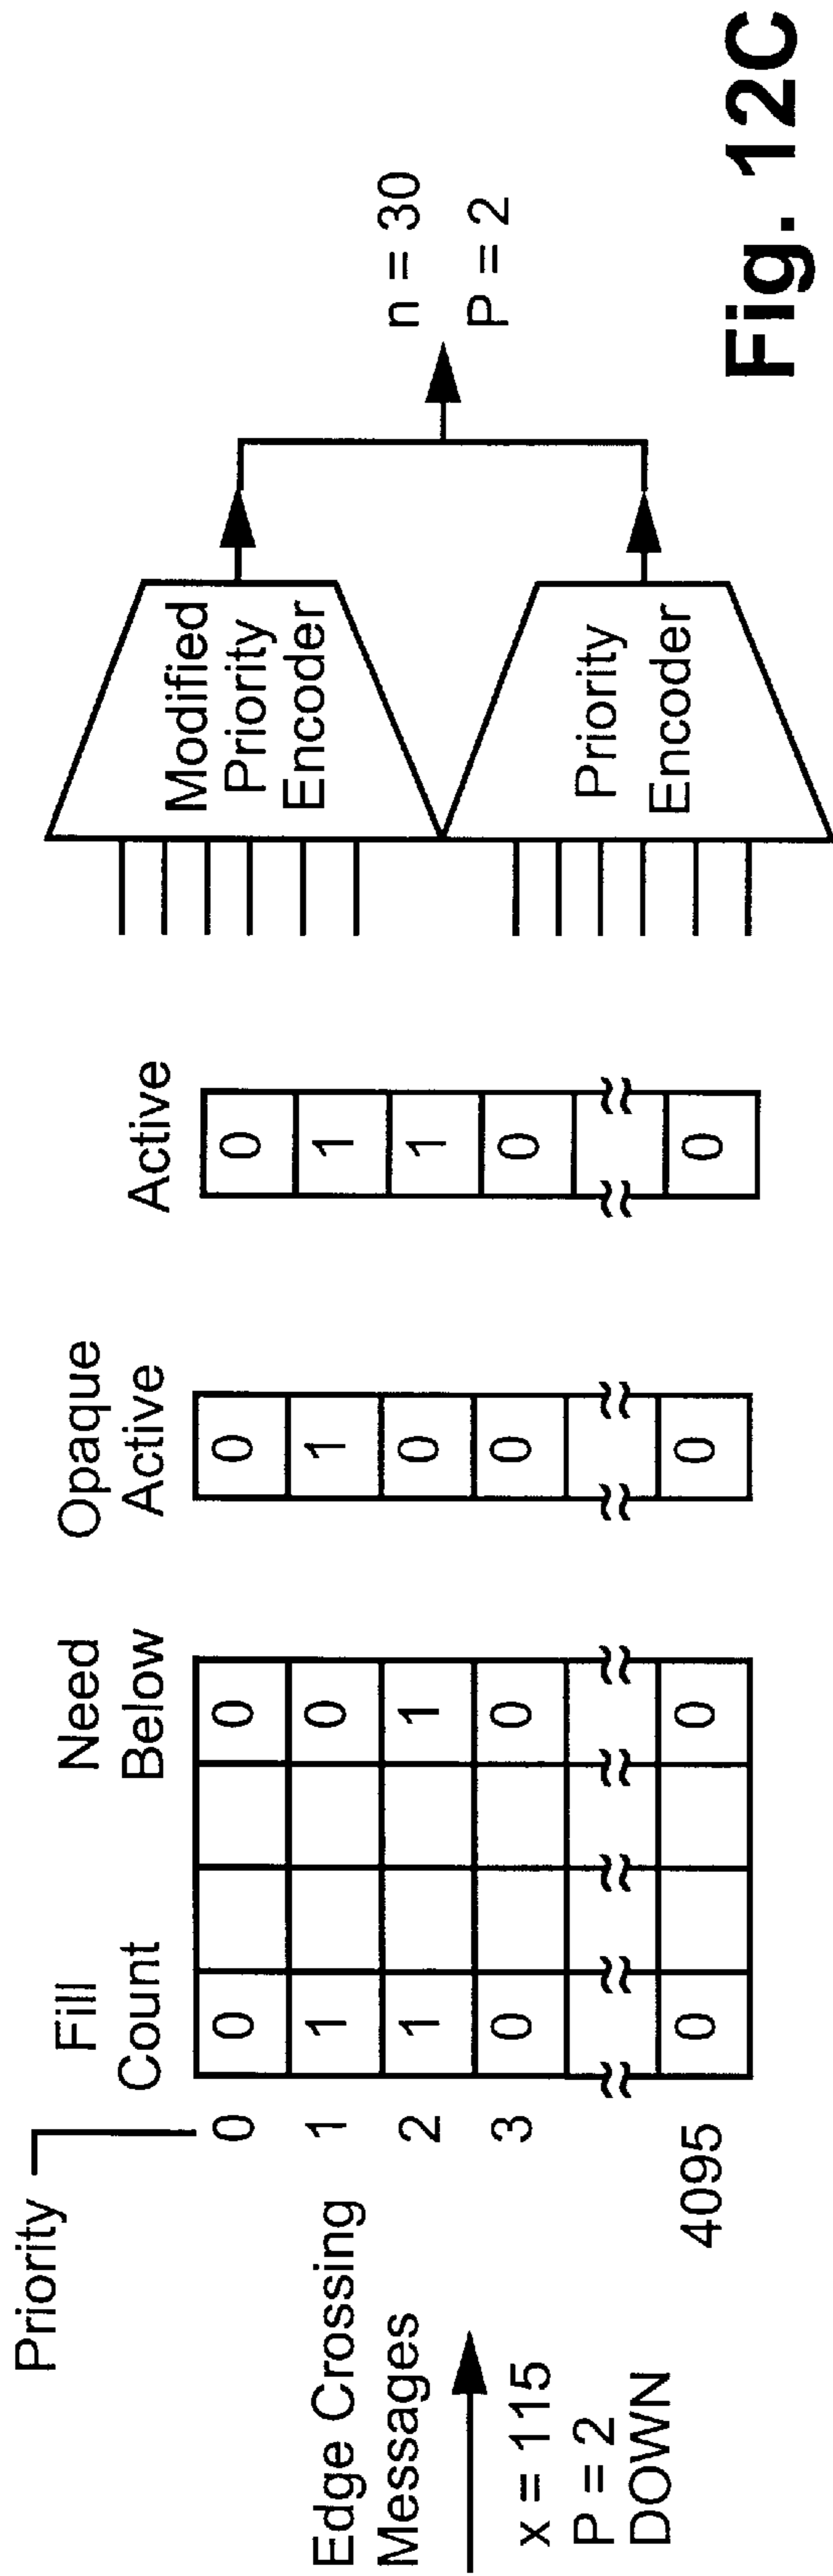 Priority
Edge Crossing
Messages
x = 115
P = 2
DOWN
Fill
Count
Need
Below
Opaque
Active
Active
0
0
0
0
0
1
1
0
1
1
2
1
1
0
1
3
0
0
0
0
4095
0
0
0
0
Modified
Priority
Encoder
Priority
Encoder
n = 30
P = 2
Fig. 12C